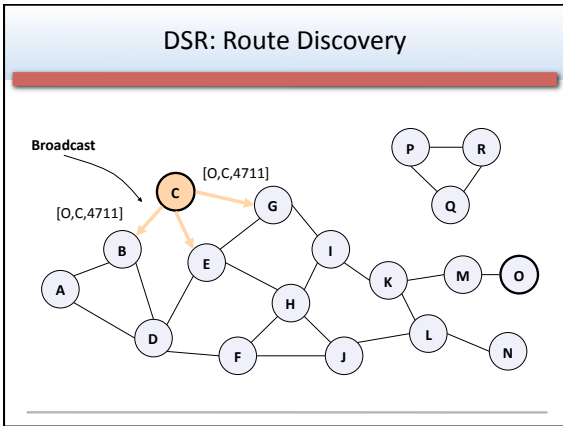 DSR: Route Discovery
Broadcast
[O,C,4711]
[O,C,4711]
P
R
C
Q
G
B
E
I
A
K
M
O
H
D
F
J
L
N